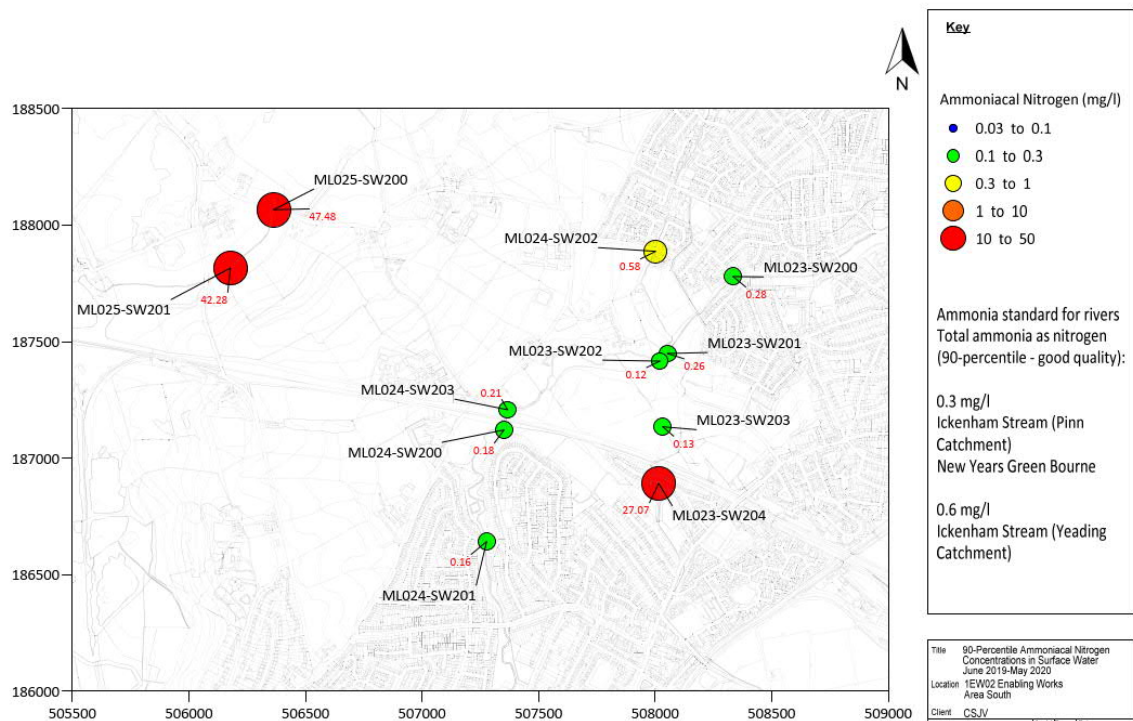 Key
N
Ammoniacal Nitrogen (mg/l)
0.03 to 0.1
0.1 to 0.3
0.3 to 1
1 to 10
10 to 50
Ammonia standard for rivers
Total ammonia as nitrogen
(90-percentile - good quality):
0.3 mg/l
Ickenham Stream (Pinn
Catchment)
New Years Green Bourne
0.6 mg/l
Ickenham Stream (Yeading
Catchment)
188500
188000
187500
187000
186500
186000
505500 506000 506500 507000 507500 508000 508500 509000
ML025-SW200
47.48
ML025-SW201
42.28
ML024-SW202
0.58
ML023-SW200
0.28
ML023-SW201
0.26
ML023-SW202
0.12
ML024-SW203
0.21
ML024-SW200
0.18
ML023-SW203
0.13
ML023-SW204
27.07
ML024-SW201
0.16
Title 90-Percentile Ammoniacal Nitrogen
Concentrations in Surface Water
June 2019-May 2020
Location 1EW02 Enabling Works
Area South
Client CSJV